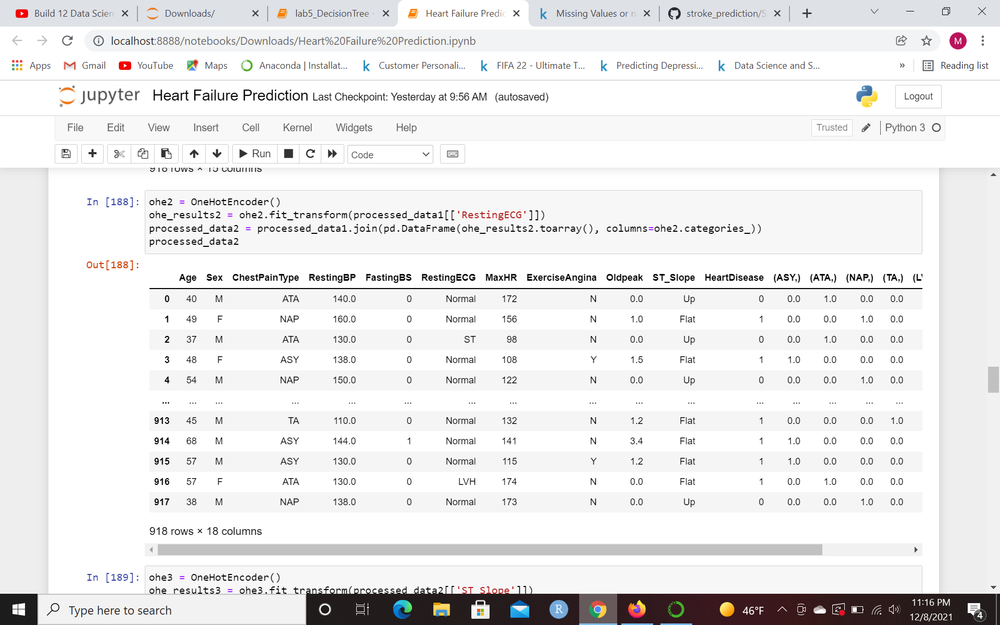 Build 12 Data Scien
Downloads/
lab5_DecisionTree -
Heart Failure Predic
k Missing Values or n
stroke_prediction/S
localhost:8888/notebooks/Downloads/Heart%20Failure%20Prediction.ipynb
M
Apps Gmail YouTube Maps Anaconda | Installat... k Customer Personali... k FIFA 22 - Ultimate T... k Predicting Depressi... k Data Science and S... » Reading list
jupyter Heart Failure Prediction Last Checkpoint: Yesterday at 9:56 AM (autosaved) Logout
File Edit View Insert Cell Kernel Widgets Help Trusted Python 3
Run Code
918 rows × 15 columns
In [188]: ohe2 = OneHotEncoder()
ohe_results2 = ohe2.fit_transform(processed_data1[['RestingECG']])
processed_data2 = processed_data1.join(pd.DataFrame(ohe_results2.toarray(), columns=ohe2.categories_))
processed_data2
Out[188]:
Age Sex ChestPainType RestingBP FastingBS RestingECG MaxHR ExerciseAngina Oldpeak ST_Slope HeartDisease (ASY,) (ATA,) (NAP,) (TA,) (LV
0 40 M ATA 140.0 0 Normal 172 N 0.0 Up 0 0.0 1.0 0.0 0.0
1 49 F NAP 160.0 0 Normal 156 N 1.0 Flat 1 0.0 0.0 1.0 0.0
2 37 M ATA 130.0 0 ST 98 N 0.0 Up 0 0.0 1.0 0.0 0.0
3 48 F ASY 138.0 0 Normal 108 Y 1.5 Flat 1 1.0 0.0 0.0 0.0
4 54 M NAP 150.0 0 Normal 122 N 0.0 Up 0 0.0 0.0 1.0 0.0
... ... ... ... ... ... ... ... ... ... ... ... ... ... ... ...
913 45 M TA 110.0 0 Normal 132 N 1.2 Flat 1 0.0 0.0 0.0 1.0
914 68 M ASY 144.0 1 Normal 141 N 3.4 Flat 1 1.0 0.0 0.0 0.0
915 57 M ASY 130.0 0 Normal 115 Y 1.2 Flat 1 1.0 0.0 0.0 0.0
916 57 F ATA 130.0 0 LVH 174 N 0.0 Flat 1 0.0 1.0 0.0 0.0
917 38 M NAP 138.0 0 Normal 173 N 0.0 Up 0 0.0 0.0 1.0 0.0
918 rows × 18 columns
In [189]: ohe3 = OneHotEncoder()
ohe_results3 = ohe3.fit_transform(processed_data2[['ST_Slope']])
Type here to search
R
46°F
11:16 PM
12/8/2021
4